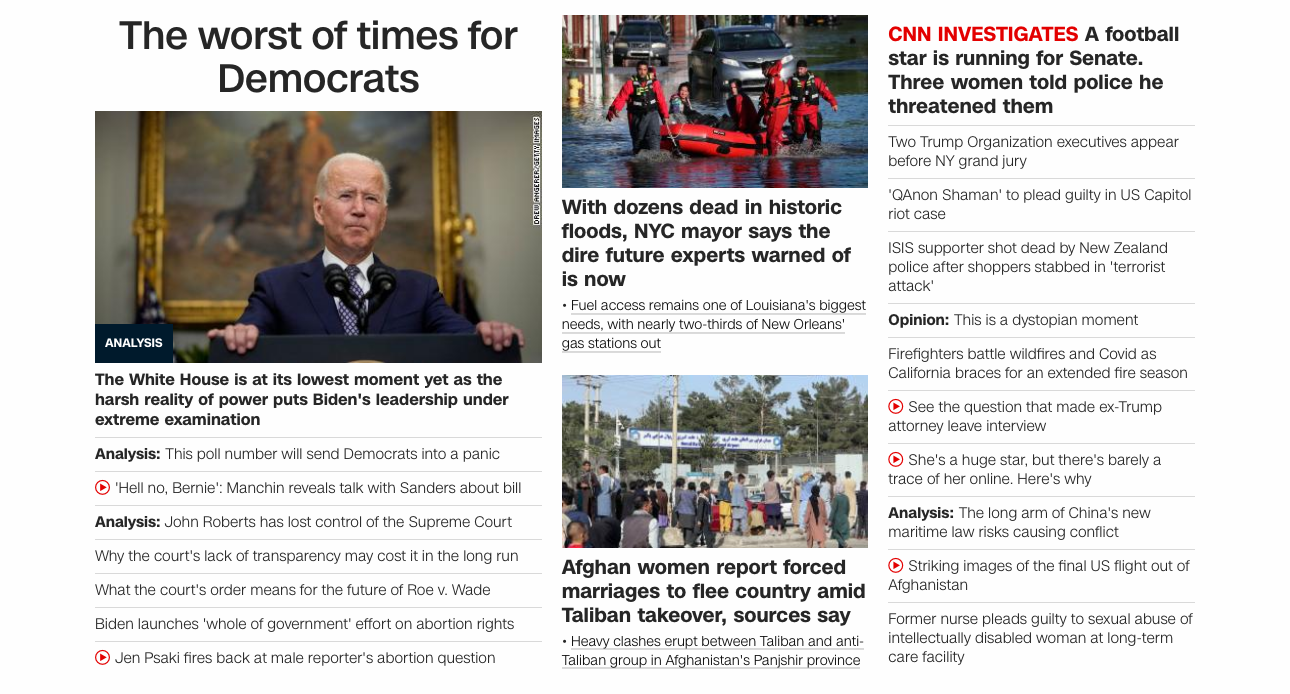 The worst of times for
Democrats
DREW ANGERER/GETTY IMAGES
ANALYSIS
The White House is at its lowest moment yet as the
harsh reality of power puts Biden's leadership under
extreme examination
Analysis: This poll number will send Democrats into a panic
'Hell no, Bernie': Manchin reveals talk with Sanders about bill
Analysis: John Roberts has lost control of the Supreme Court
Why the court's lack of transparency may cost it in the long run
What the court's order means for the future of Roe v. Wade
Biden launches 'whole of government' effort on abortion rights
Jen Psaki fires back at male reporter's abortion question
With dozens dead in historic
floods, NYC mayor says the
dire future experts warned of
is now
• Fuel access remains one of Louisiana's biggest
needs, with nearly two-thirds of New Orleans'
gas stations out
Afghan women report forced
marriages to flee country amid
Taliban takeover, sources say
• Heavy clashes erupt between Taliban and anti-
Taliban group in Afghanistan's Panjshir province
CNN INVESTIGATES A football
star is running for Senate.
Three women told police he
threatened them
Two Trump Organization executives appear
before NY grand jury
'QAnon Shaman' to plead guilty in US Capitol
riot case
ISIS supporter shot dead by New Zealand
police after shoppers stabbed in 'terrorist
attack'
Opinion: This is a dystopian moment
Firefighters battle wildfires and Covid as
California braces for an extended fire season
See the question that made ex-Trump
attorney leave interview
She's a huge star, but there's barely a
trace of her online. Here's why
Analysis: The long arm of China's new
maritime law risks causing conflict
Striking images of the final US flight out of
Afghanistan
Former nurse pleads guilty to sexual abuse of
intellectually disabled woman at long-term
care facility